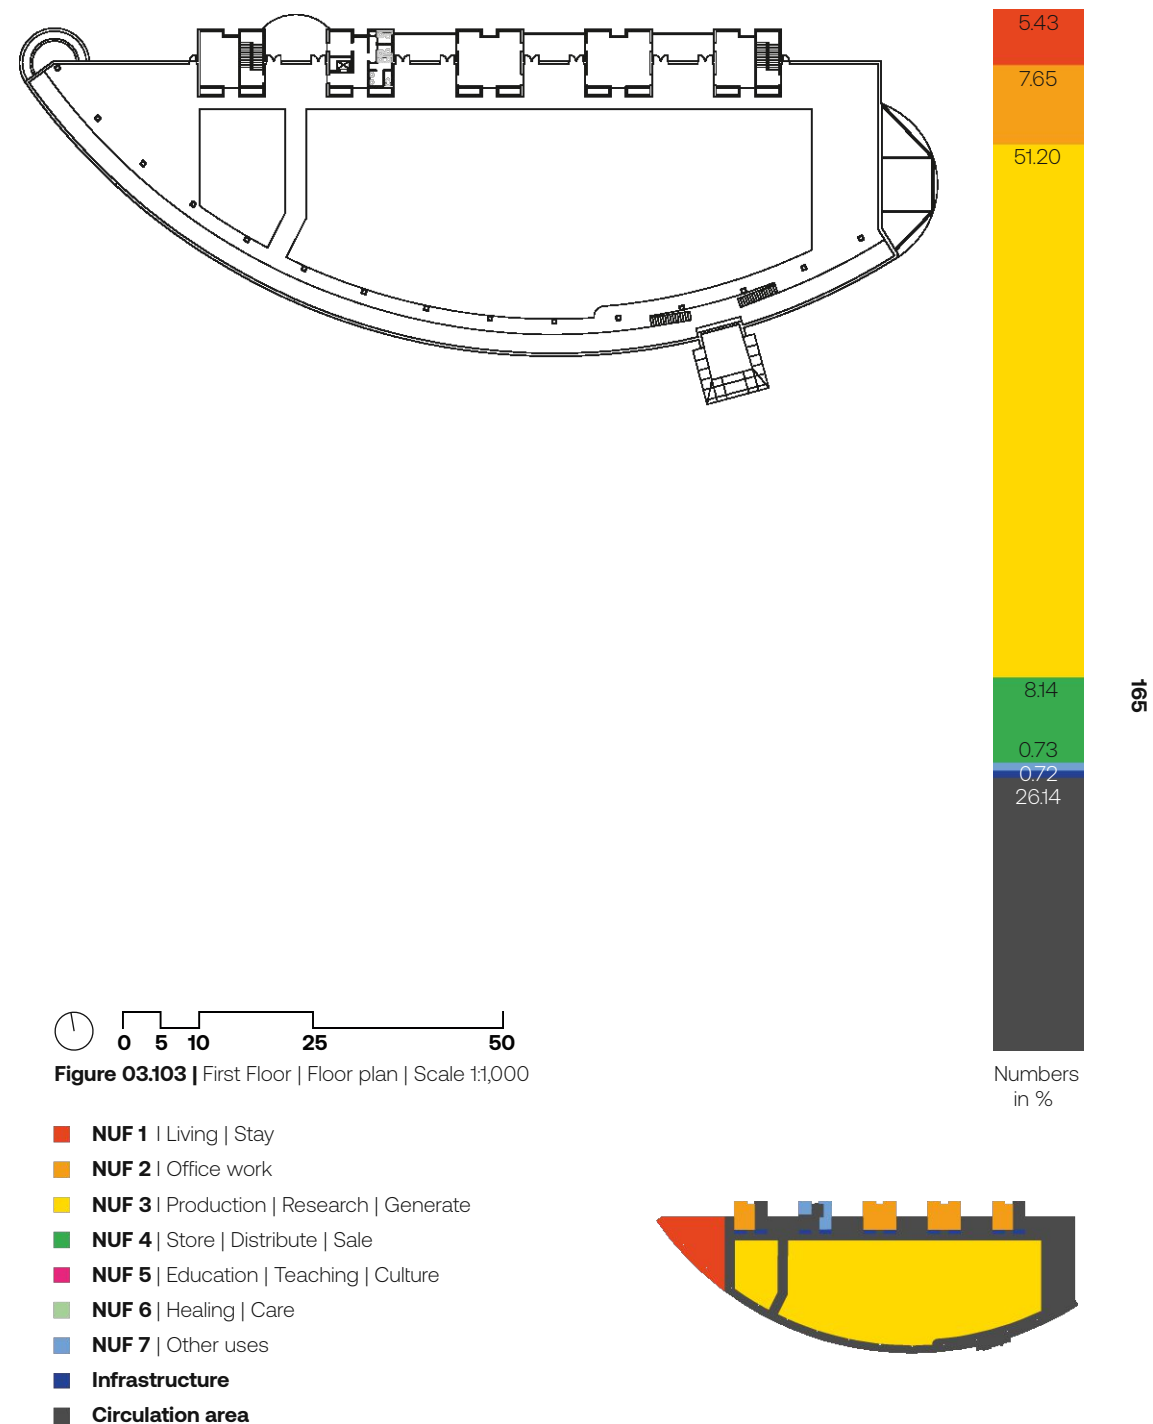 5.43
7.65
51.20
8.14
0.73
0.72
26.14
165
0 5 10 25 50
Figure 03.103 | First Floor | Floor plan | Scale 1:1,000
Numbers
in %
NUF 1 | Living | Stay
NUF 2 | Office work
NUF 3 | Production | Research | Generate
NUF 4 | Store | Distribute | Sale
NUF 5 | Education | Teaching | Culture
NUF 6 | Healing | Care
NUF 7 | Other uses
Infrastructure
Circulation area